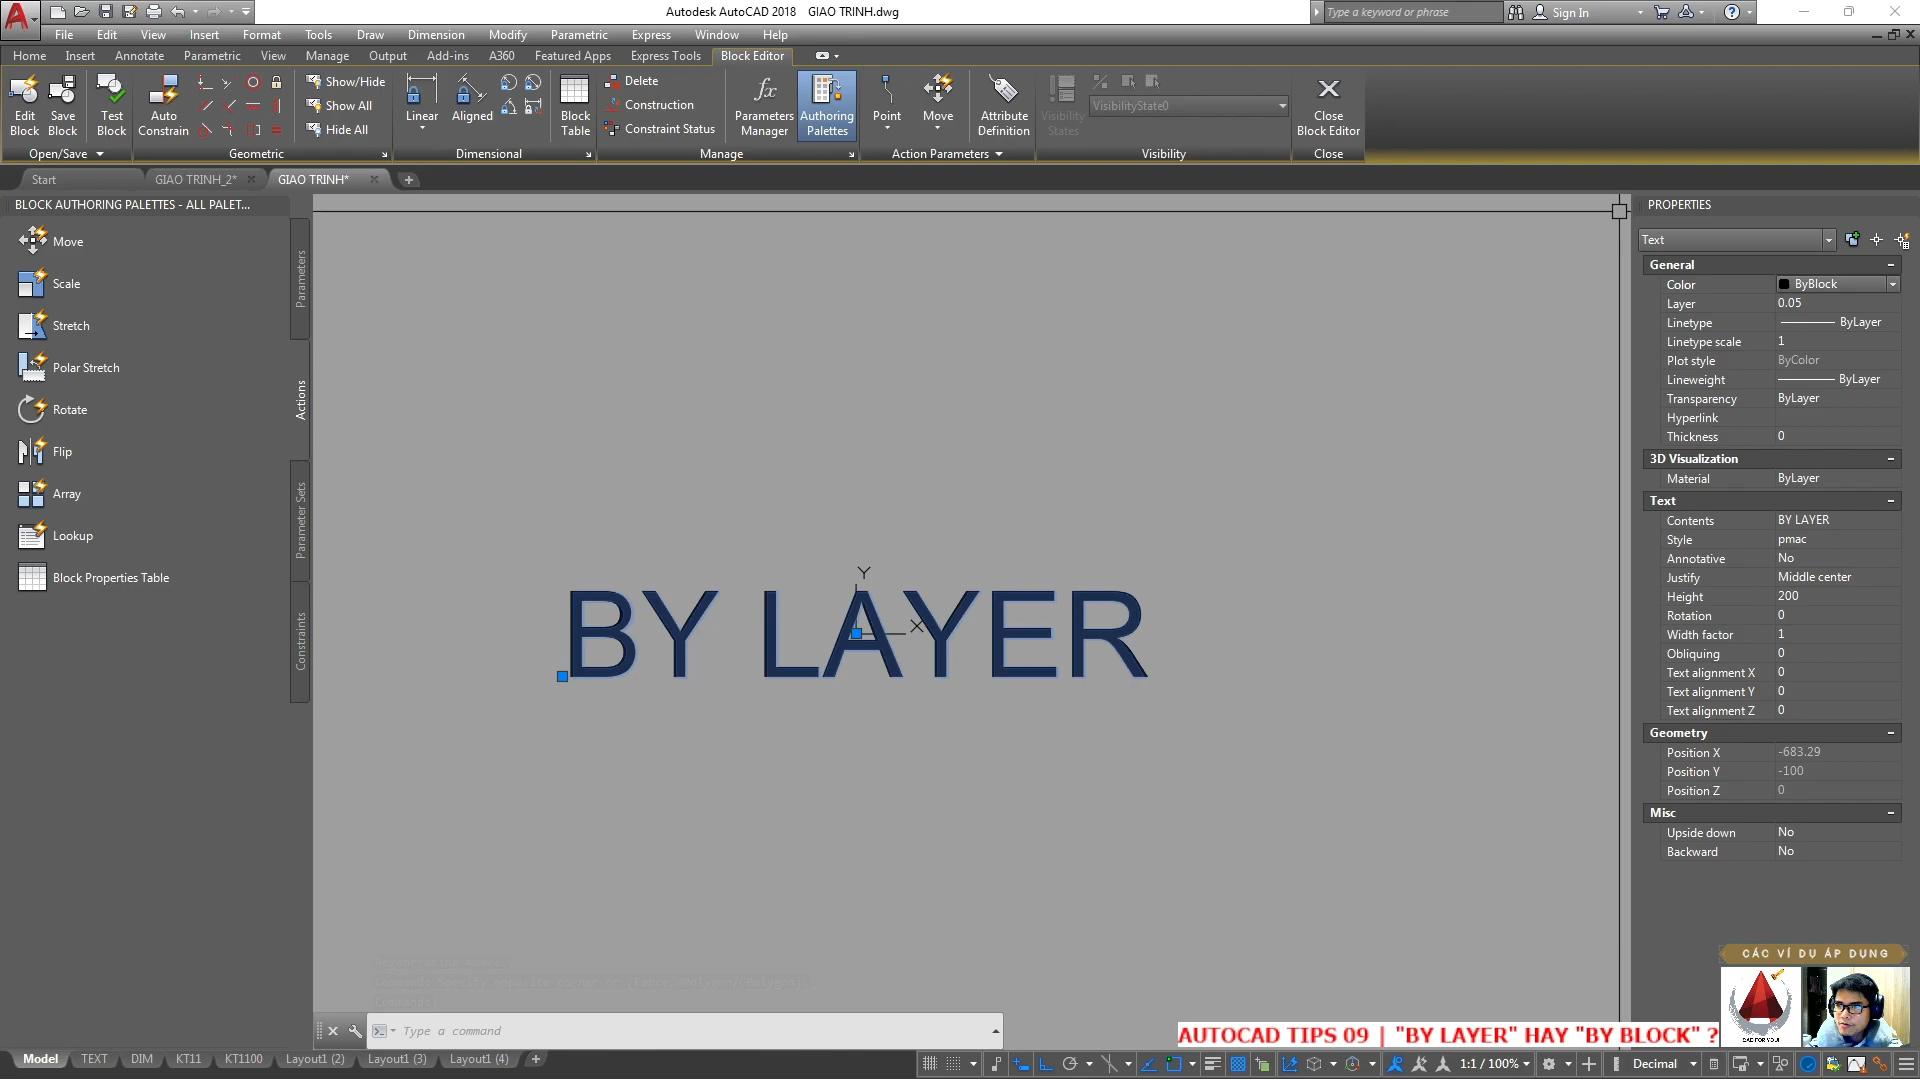 Autodesk AutoCAD 2018 GIAO TRINH.dwg
Type a keyword or phrase
Sign In
File Edit View Insert Format Tools Draw Dimension Modify Parametric Express Window Help
Home Insert Annotate Parametric View Manage Output Add-ins A360 Featured Apps Express Tools Block Editor
Edit Block
Save Block
Test Block
Auto Constrain
Show/Hide
Show All
Hide All
Linear
Aligned
Block Table
Delete
Construction
Constraint Status
Parameters Manager
Authoring Palettes
Point
Move
Attribute Definition
Visibility States
VisibilityState0
Close Block Editor
Open/Save
Geometric
Dimensional
Manage
Action Parameters
Visibility
Close
Start
GIAO TRINH_2*
GIAO TRINH*
BLOCK AUTHORING PALETTES - ALL PALET...
Move
Scale
Stretch
Polar Stretch
Rotate
Flip
Array
Lookup
Block Properties Table
Parameters
Actions
Parameter Sets
Constraints
Y
X
BY LAYER
PROPERTIES
Text
General
Color ByBlock
Layer 0.05
Linetype ByLayer
Linetype scale 1
Plot style ByColor
Lineweight ByLayer
Transparency ByLayer
Hyperlink
Thickness 0
3D Visualization
Material ByLayer
Text
Contents BY LAYER
Style pmac
Annotative No
Justify Middle center
Height 200
Rotation 0
Width factor 1
Obliquing 0
Text alignment X 0
Text alignment Y 0
Text alignment Z 0
Geometry
Position X -683.29
Position Y -100
Position Z 0
Misc
Upside down No
Backward No
CÁC VÍ DỤ ÁP DỤNG
CAD FOR YOU!
Type a command
AUTOCAD TIPS 09 | "BY LAYER" HAY "BY BLOCK" ?
Model TEXT DIM KT11 KT1100 Layout1 (2) Layout1 (3) Layout1 (4)
1:1 / 100%
Decimal